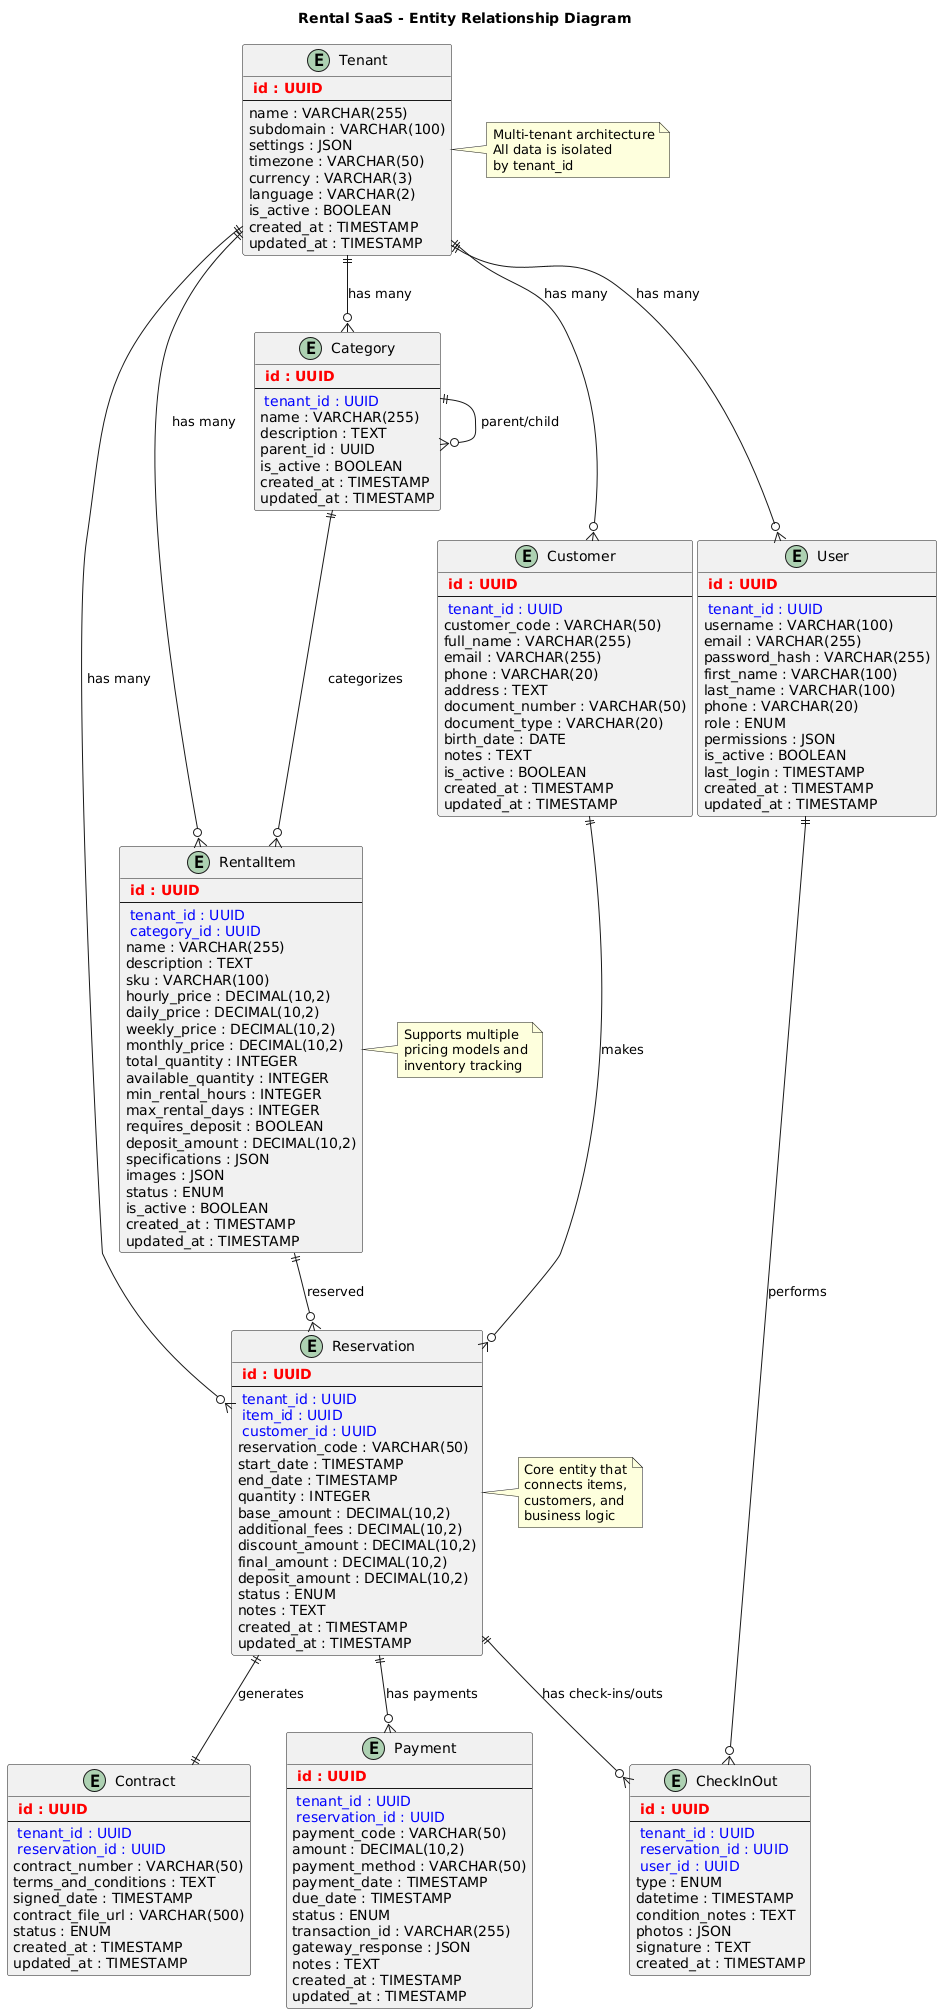 Rental SaaS - Entity Relationship Diagram
E Tenant
id : UUID
name : VARCHAR(255)
subdomain : VARCHAR(100)
settings : JSON
timezone : VARCHAR(50)
currency : VARCHAR(3)
language : VARCHAR(2)
is_active : BOOLEAN
created_at : TIMESTAMP
updated_at : TIMESTAMP
Multi-tenant architecture
All data is isolated
by tenant_id
has many
has many
has many
E Category
id : UUID
tenant_id : UUID
name : VARCHAR(255)
description : TEXT
parent_id : UUID
is_active : BOOLEAN
created_at : TIMESTAMP
updated_at : TIMESTAMP
parent/child
has many
E Customer
id : UUID
tenant_id : UUID
customer_code : VARCHAR(50)
full_name : VARCHAR(255)
email : VARCHAR(255)
phone : VARCHAR(20)
address : TEXT
document_number : VARCHAR(50)
document_type : VARCHAR(20)
birth_date : DATE
notes : TEXT
is_active : BOOLEAN
created_at : TIMESTAMP
updated_at : TIMESTAMP
E User
id : UUID
tenant_id : UUID
username : VARCHAR(100)
email : VARCHAR(255)
password_hash : VARCHAR(255)
first_name : VARCHAR(100)
last_name : VARCHAR(100)
phone : VARCHAR(20)
role : ENUM
permissions : JSON
is_active : BOOLEAN
last_login : TIMESTAMP
created_at : TIMESTAMP
updated_at : TIMESTAMP
has many
categorizes
E RentalItem
id : UUID
tenant_id : UUID
category_id : UUID
name : VARCHAR(255)
description : TEXT
sku : VARCHAR(100)
hourly_price : DECIMAL(10,2)
daily_price : DECIMAL(10,2)
weekly_price : DECIMAL(10,2)
monthly_price : DECIMAL(10,2)
total_quantity : INTEGER
available_quantity : INTEGER
min_rental_hours : INTEGER
max_rental_days : INTEGER
requires_deposit : BOOLEAN
deposit_amount : DECIMAL(10,2)
specifications : JSON
images : JSON
status : ENUM
is_active : BOOLEAN
created_at : TIMESTAMP
updated_at : TIMESTAMP
Supports multiple
pricing models and
inventory tracking
makes
reserved
performs
E Reservation
id : UUID
tenant_id : UUID
item_id : UUID
customer_id : UUID
reservation_code : VARCHAR(50)
start_date : TIMESTAMP
end_date : TIMESTAMP
quantity : INTEGER
base_amount : DECIMAL(10,2)
additional_fees : DECIMAL(10,2)
discount_amount : DECIMAL(10,2)
final_amount : DECIMAL(10,2)
deposit_amount : DECIMAL(10,2)
status : ENUM
notes : TEXT
created_at : TIMESTAMP
updated_at : TIMESTAMP
Core entity that
connects items,
customers, and
business logic
generates
has payments
has check-ins/outs
E Contract
id : UUID
tenant_id : UUID
reservation_id : UUID
contract_number : VARCHAR(50)
terms_and_conditions : TEXT
signed_date : TIMESTAMP
contract_file_url : VARCHAR(500)
status : ENUM
created_at : TIMESTAMP
updated_at : TIMESTAMP
E Payment
id : UUID
tenant_id : UUID
reservation_id : UUID
payment_code : VARCHAR(50)
amount : DECIMAL(10,2)
payment_method : VARCHAR(50)
payment_date : TIMESTAMP
due_date : TIMESTAMP
status : ENUM
transaction_id : VARCHAR(255)
gateway_response : JSON
notes : TEXT
created_at : TIMESTAMP
updated_at : TIMESTAMP
E CheckInOut
id : UUID
tenant_id : UUID
reservation_id : UUID
user_id : UUID
type : ENUM
datetime : TIMESTAMP
condition_notes : TEXT
photos : JSON
signature : TEXT
created_at : TIMESTAMP